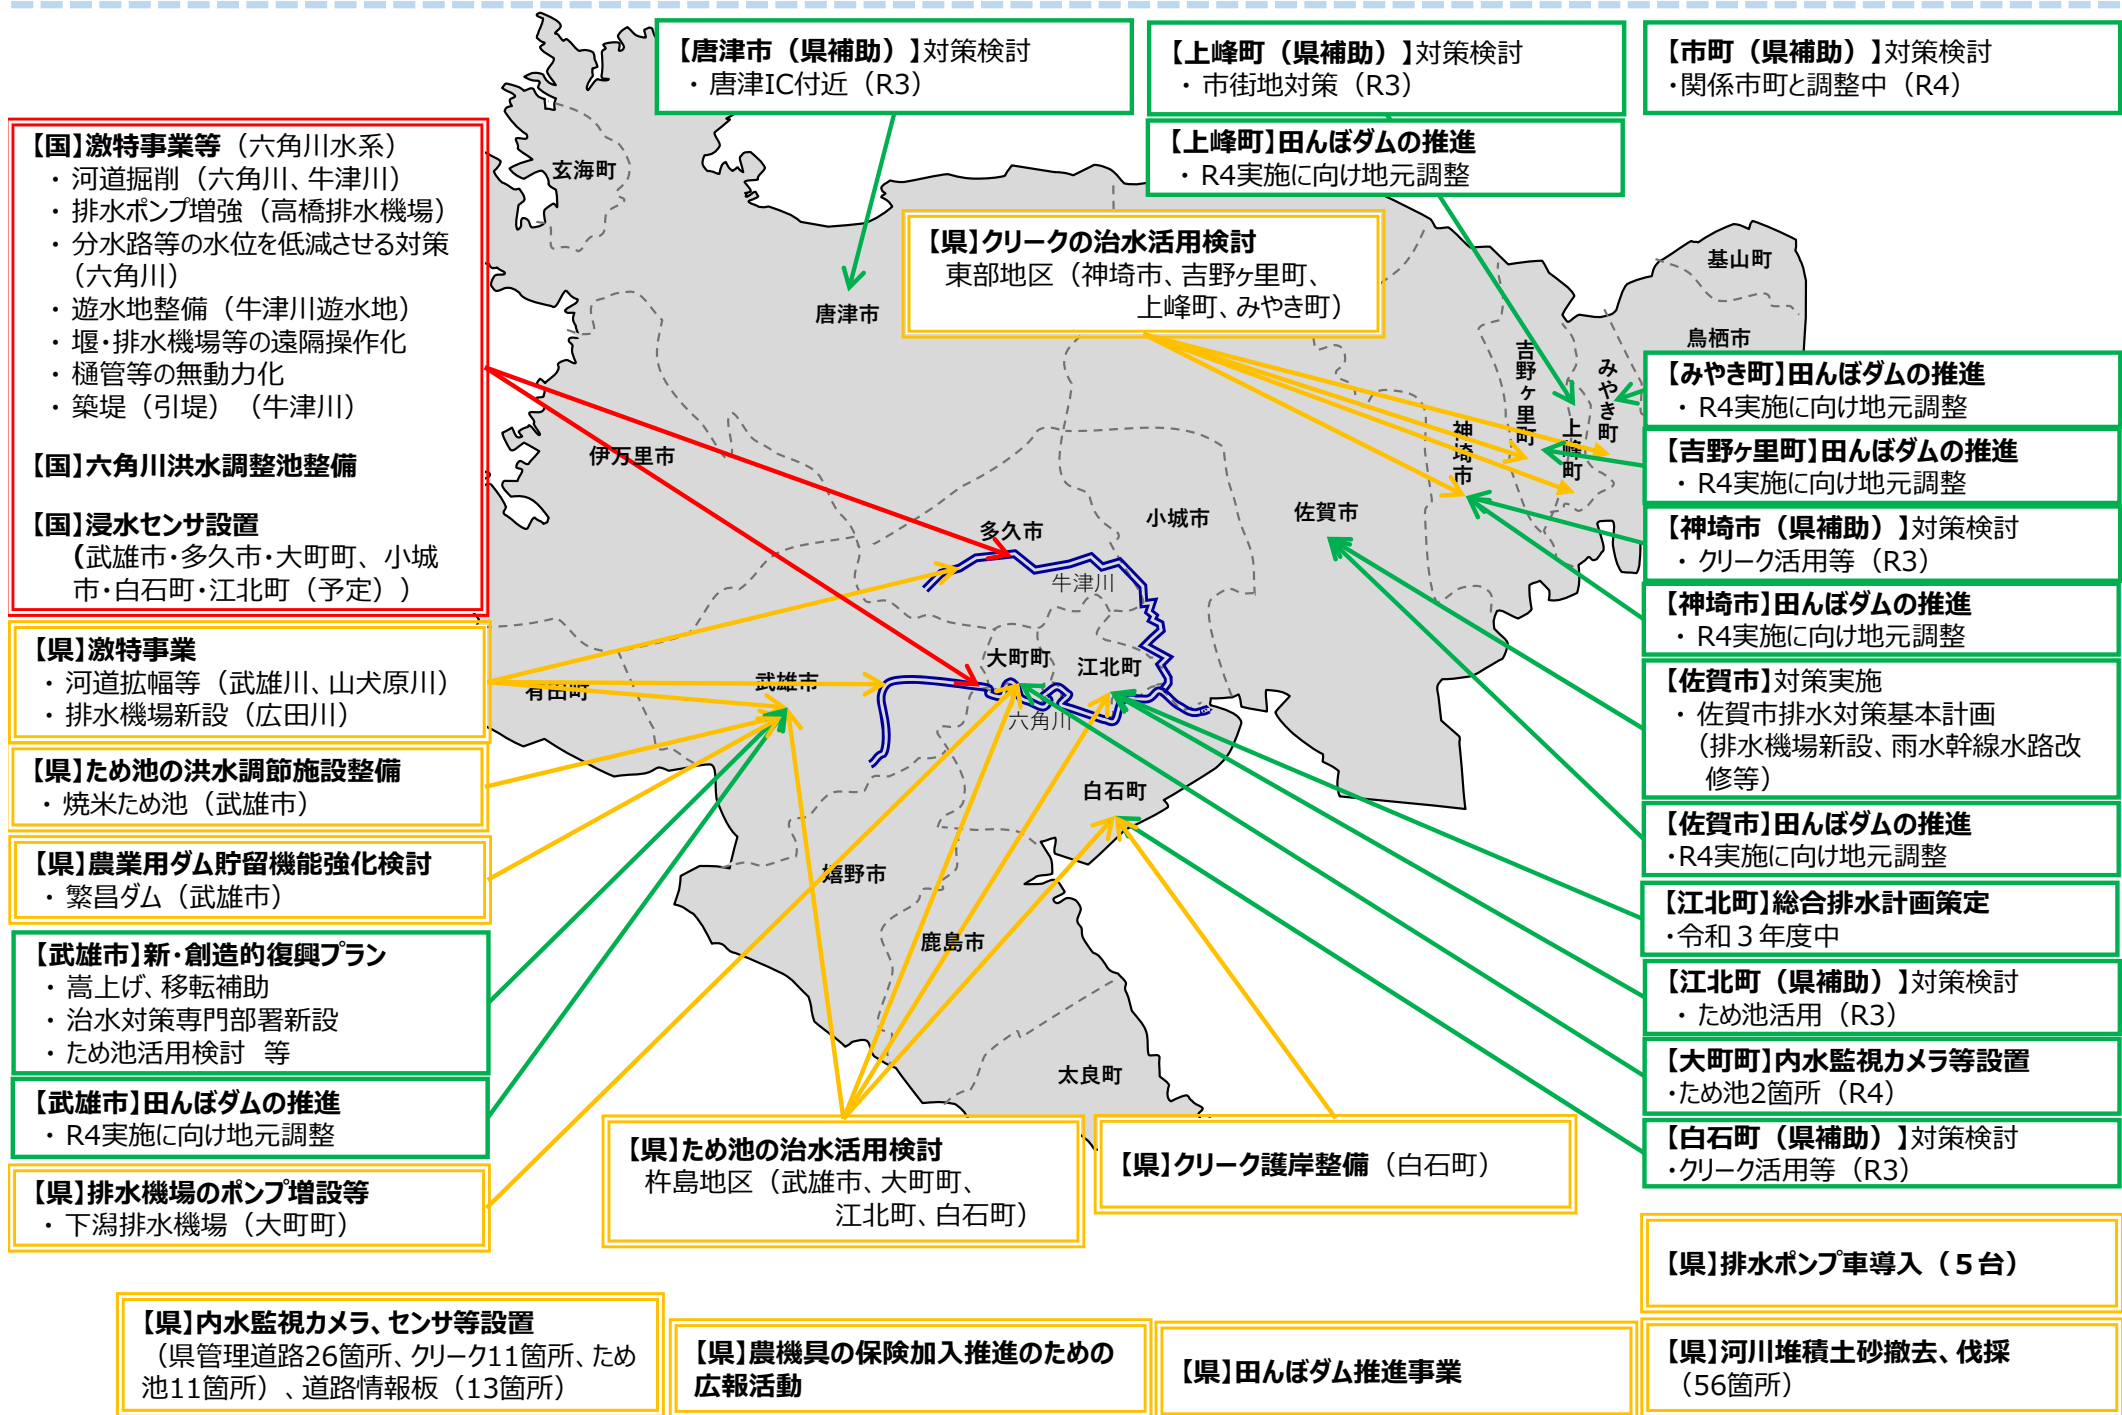 【唐津市（県補助）】対策検討
・唐津IC付近（R3）
【上峰町（県補助）】対策検討
・市街地対策（R3）
【市町（県補助）】対策検討
・関係市町と調整中（R4）
【上峰町】田んぼダムの推進
・R4実施に向け地元調整
【国】激特事業等（六角川水系）
・河道掘削（六角川、牛津川）
・排水ポンプ増強（高橋排水機場）
・分水路等の水位を低減させる対策
（六角川）
・遊水地整備（牛津川遊水地）
・堰・排水機場等の遠隔操作化
・樋管等の無動力化
・築堤（引堤）（牛津川）
【国】六角川洪水調整池整備
【国】浸水センサ設置
（武雄市・多久市・大町町、小城
市・白石町・江北町（予定））
【県】クリークの治水活用検討
東部地区（神埼市、吉野ヶ里町、
上峰町、みやき町）
玄海町
唐津市
基山町
鳥栖市
吉野ヶ里町
みやき町
上峰町
神埼市
伊万里市
多久市
小城市
佐賀市
牛津川
大町町
江北町
武雄市
有田町
六角川
白石町
嬉野市
鹿島市
太良町
【みやき町】田んぼダムの推進
・R4実施に向け地元調整
【吉野ヶ里町】田んぼダムの推進
・R4実施に向け地元調整
【神埼市（県補助）】対策検討
・クリーク活用等（R3）
【神埼市】田んぼダムの推進
・R4実施に向け地元調整
【佐賀市】対策実施
・佐賀市排水対策基本計画
（排水機場新設、雨水幹線水路改
修等）
【佐賀市】田んぼダムの推進
・R4実施に向け地元調整
【江北町】総合排水計画策定
・令和３年度中
【江北町（県補助）】対策検討
・ため池活用（R3）
【大町町】内水監視カメラ等設置
・ため池2箇所（R4）
【白石町（県補助）】対策検討
・クリーク活用等（R3）
【県】激特事業
・河道拡幅等（武雄川、山犬原川）
・排水機場新設（広田川）
【県】ため池の洪水調節施設整備
・焼米ため池（武雄市）
【県】農業用ダム貯留機能強化検討
・繁昌ダム（武雄市）
【武雄市】新・創造的復興プラン
・嵩上げ、移転補助
・治水対策専門部署新設
・ため池活用検討　等
【武雄市】田んぼダムの推進
・R4実施に向け地元調整
【県】排水機場のポンプ増設等
・下潟排水機場（大町町）
【県】ため池の治水活用検討
杵島地区（武雄市、大町町、
江北町、白石町）
【県】クリーク護岸整備（白石町）
【県】排水ポンプ車導入（５台）
【県】内水監視カメラ、センサ等設置
（県管理道路26箇所、クリーク11箇所、ため
池11箇所）、道路情報板（13箇所）
【県】農機具の保険加入推進のための
広報活動
【県】田んぼダム推進事業
【県】河川堆積土砂撤去、伐採
（56箇所）